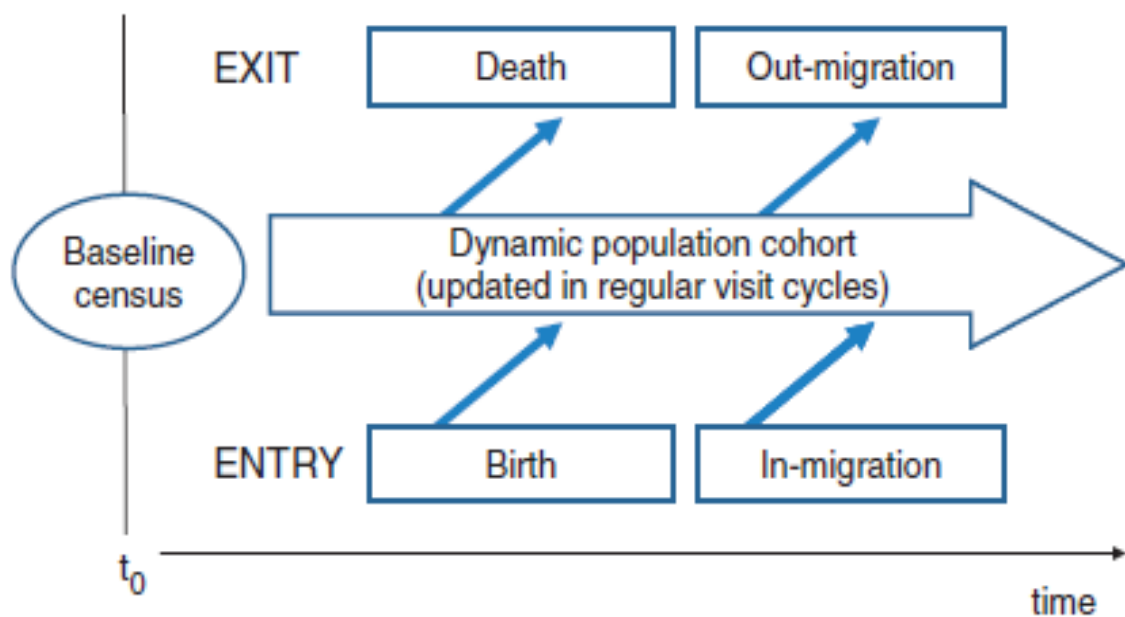 EXIT
Death
Out-migration
Baseline
census
Dynamic population cohort
(updated in regular visit cycles)
ENTRY
Birth
In-migration
t0
time